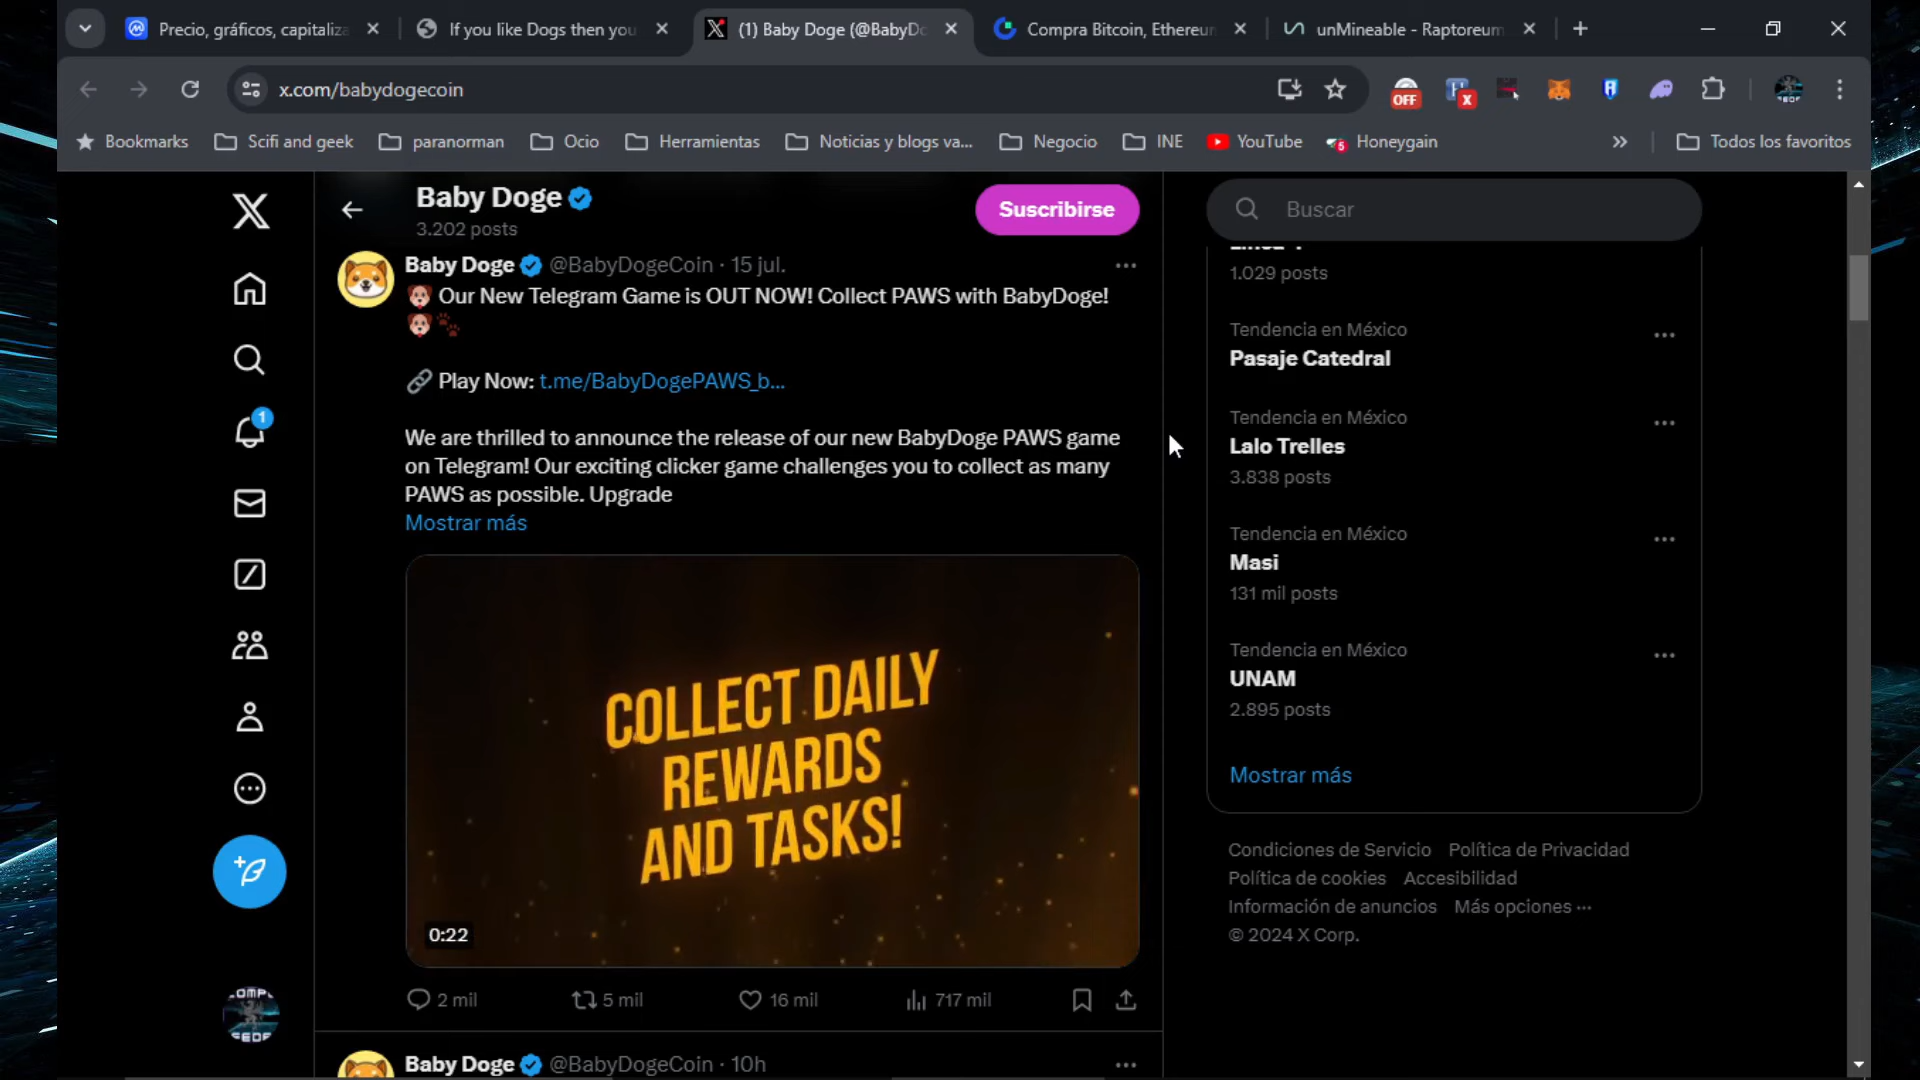 Precio, gráficos, capitaliza
If you like Dogs then you
(1) Baby Doge (@BabyDo
Compra Bitcoin, Ethereum
unMineable - Raptoreum
x.com/babydogecoin
OFF
Bookmarks
Scifi and geek
paranorman
Ocio
Herramientas
Noticias y blogs va...
Negocio
INE
YouTube
5
Honeygain
Todos los favoritos
Baby Doge
3.202 posts
Suscribirse
Buscar
1
Baby Doge @BabyDogeCoin · 15 jul.
Our New Telegram Game is OUT NOW! Collect PAWS with BabyDoge!
Play Now: t.me/BabyDogePAWS_b...
We are thrilled to announce the release of our new BabyDoge PAWS game
on Telegram! Our exciting clicker game challenges you to collect as many
PAWS as possible. Upgrade
Mostrar más
COLLECT DAILY
REWARDS
AND TASKS!
0:22
2 mil
5 mil
16 mil
717 mil
Baby Doge @BabyDogeCoin · 10h
1.029 posts
Tendencia en México
Pasaje Catedral
Tendencia en México
Lalo Trelles
3.838 posts
Tendencia en México
Masi
131 mil posts
Tendencia en México
UNAM
2.895 posts
Mostrar más
Condiciones de Servicio Política de Privacidad
Política de cookies Accesibilidad
Información de anuncios Más opciones ···
© 2024 X Corp.